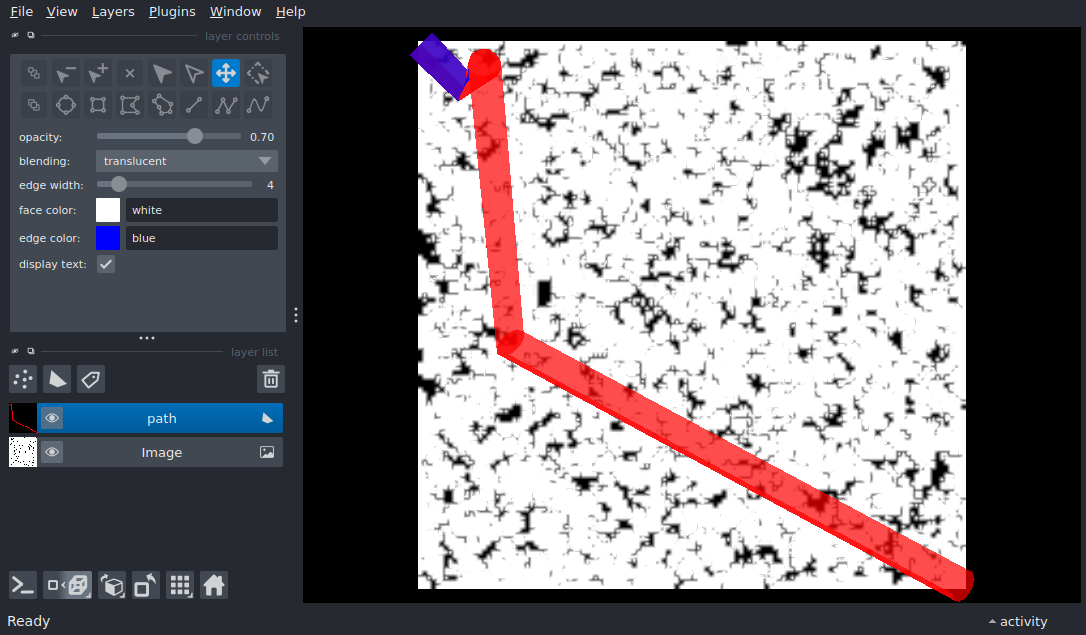 File View Layers Plugins Window Help
layer controls
opacity: 0.70
blending: translucent
edge width: 4
face color: white
edge color: blue
display text:
layer list
path
Image
Ready
activity